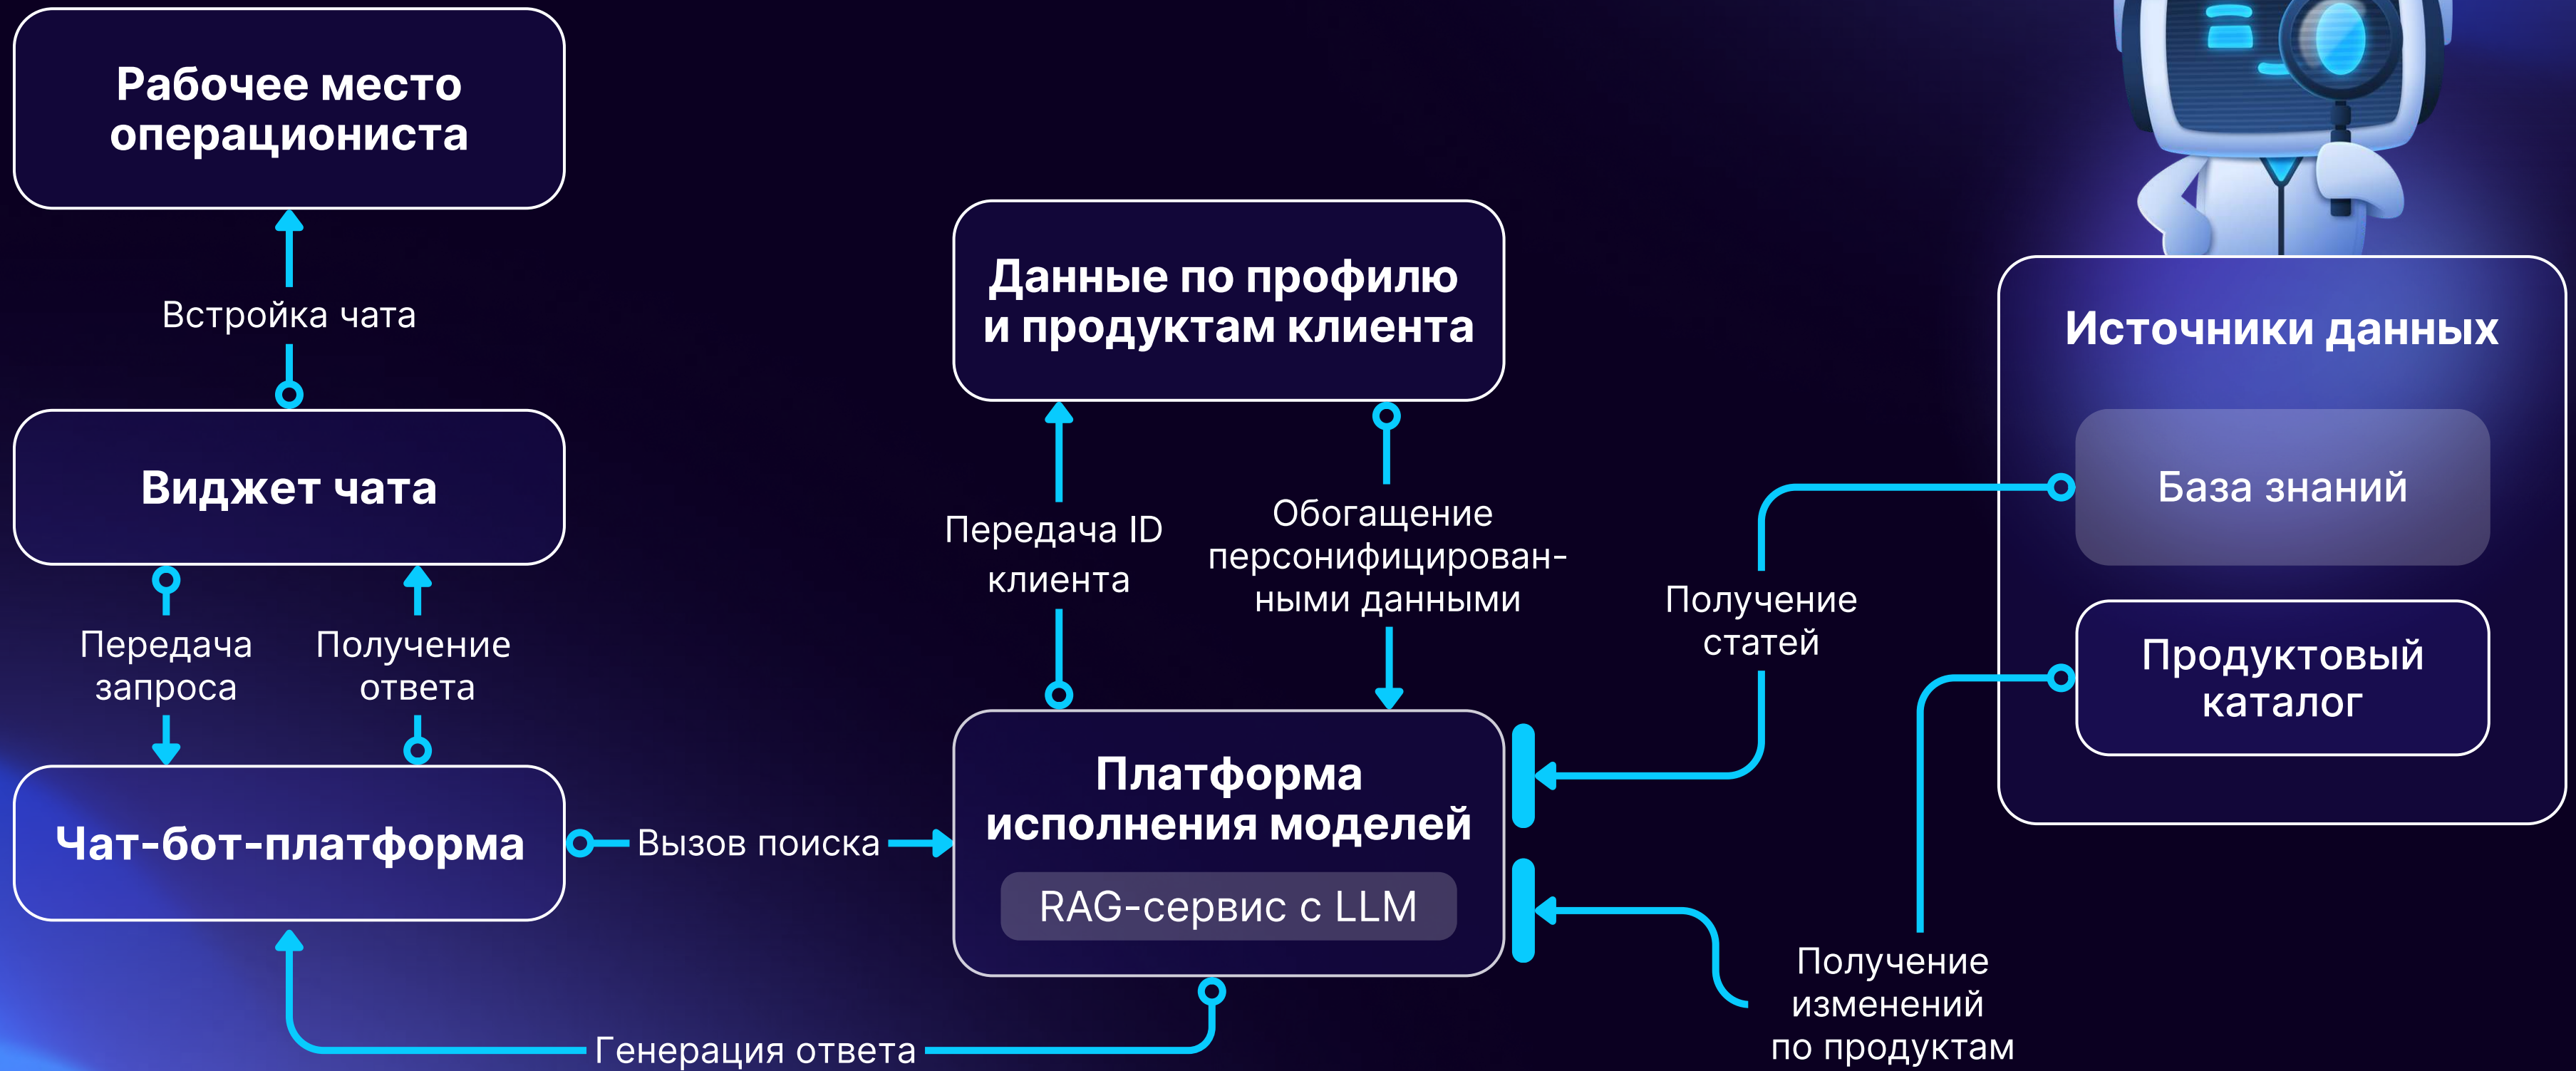 Рабочее место
операциониста
Встройка чата
Виджет чата
Передача
запроса
Получение
ответа
Чат-бот-платформа
Вызов поиска
Генерация ответа
Данные по профилю
и продуктам клиента
Передача ID
клиента
Обогащение
персонифицирован-
ными данными
Платформа
исполнения моделей
RAG-сервис с LLM
Получение
статей
Получение
изменений
по продуктам
Источники данных
База знаний
Продуктовый
каталог